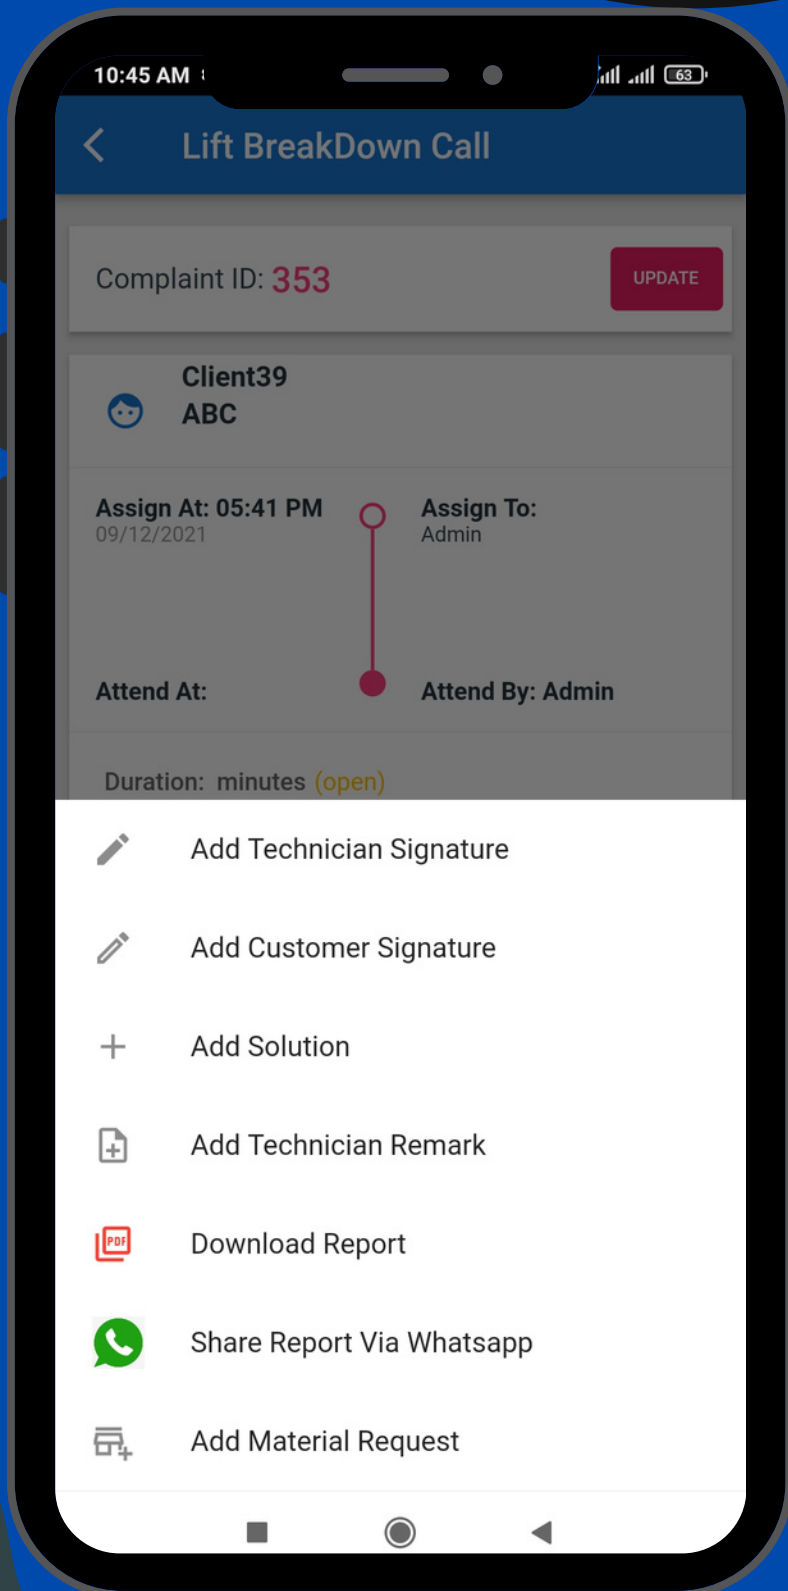 10:45 AM
63
Lift BreakDown Call
Complaint ID: 353
UPDATE
Client39
ABC
Assign At: 05:41 PM
09/12/2021
Assign To:
Admin
Attend At:
Attend By: Admin
Duration: minutes (open)
Add Technician Signature
Add Customer Signature
Add Solution
Add Technician Remark
PDF
Download Report
Share Report Via Whatsapp
Add Material Request